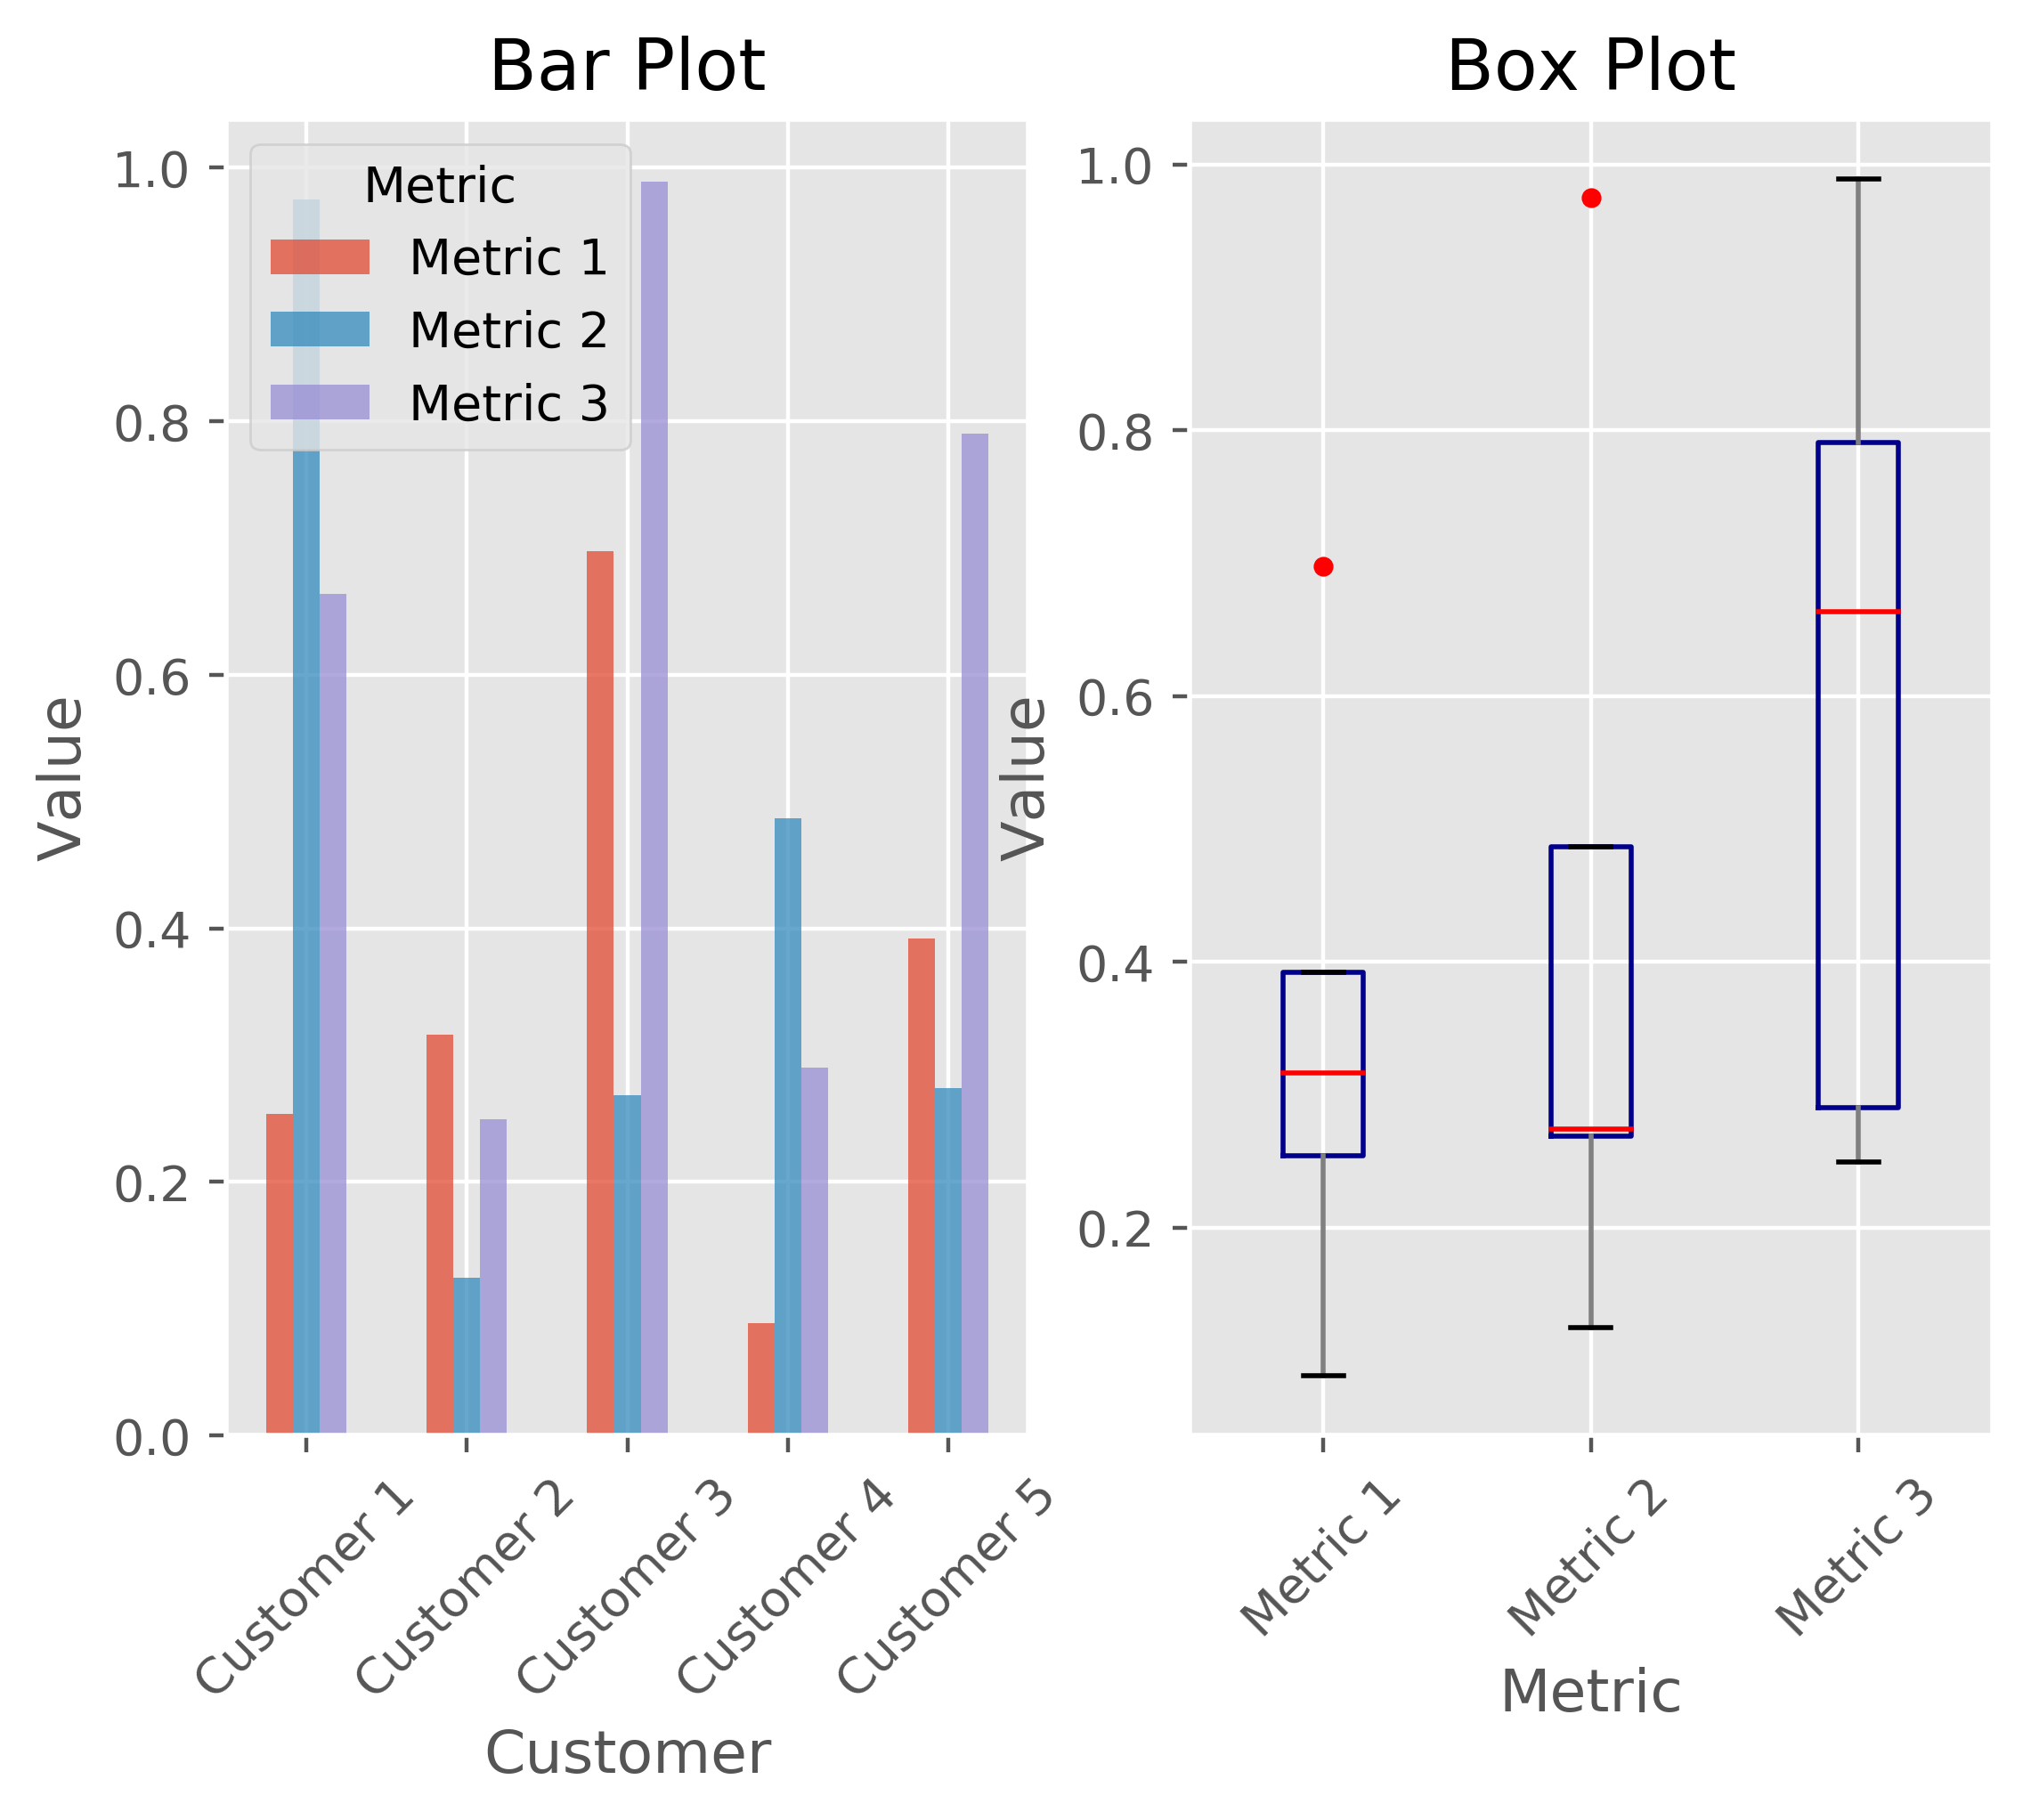 Bar Plot
Metric
Metric 1
Metric 2
Metric 3
1.0
0.8
0.6
0.4
0.2
0.0
Value
Customer 1
Customer 2
Customer 3
Customer 4
Customer 5
Customer
Box Plot
1.0
0.8
0.6
0.4
0.2
Value
Metric 1
Metric 2
Metric 3
Metric